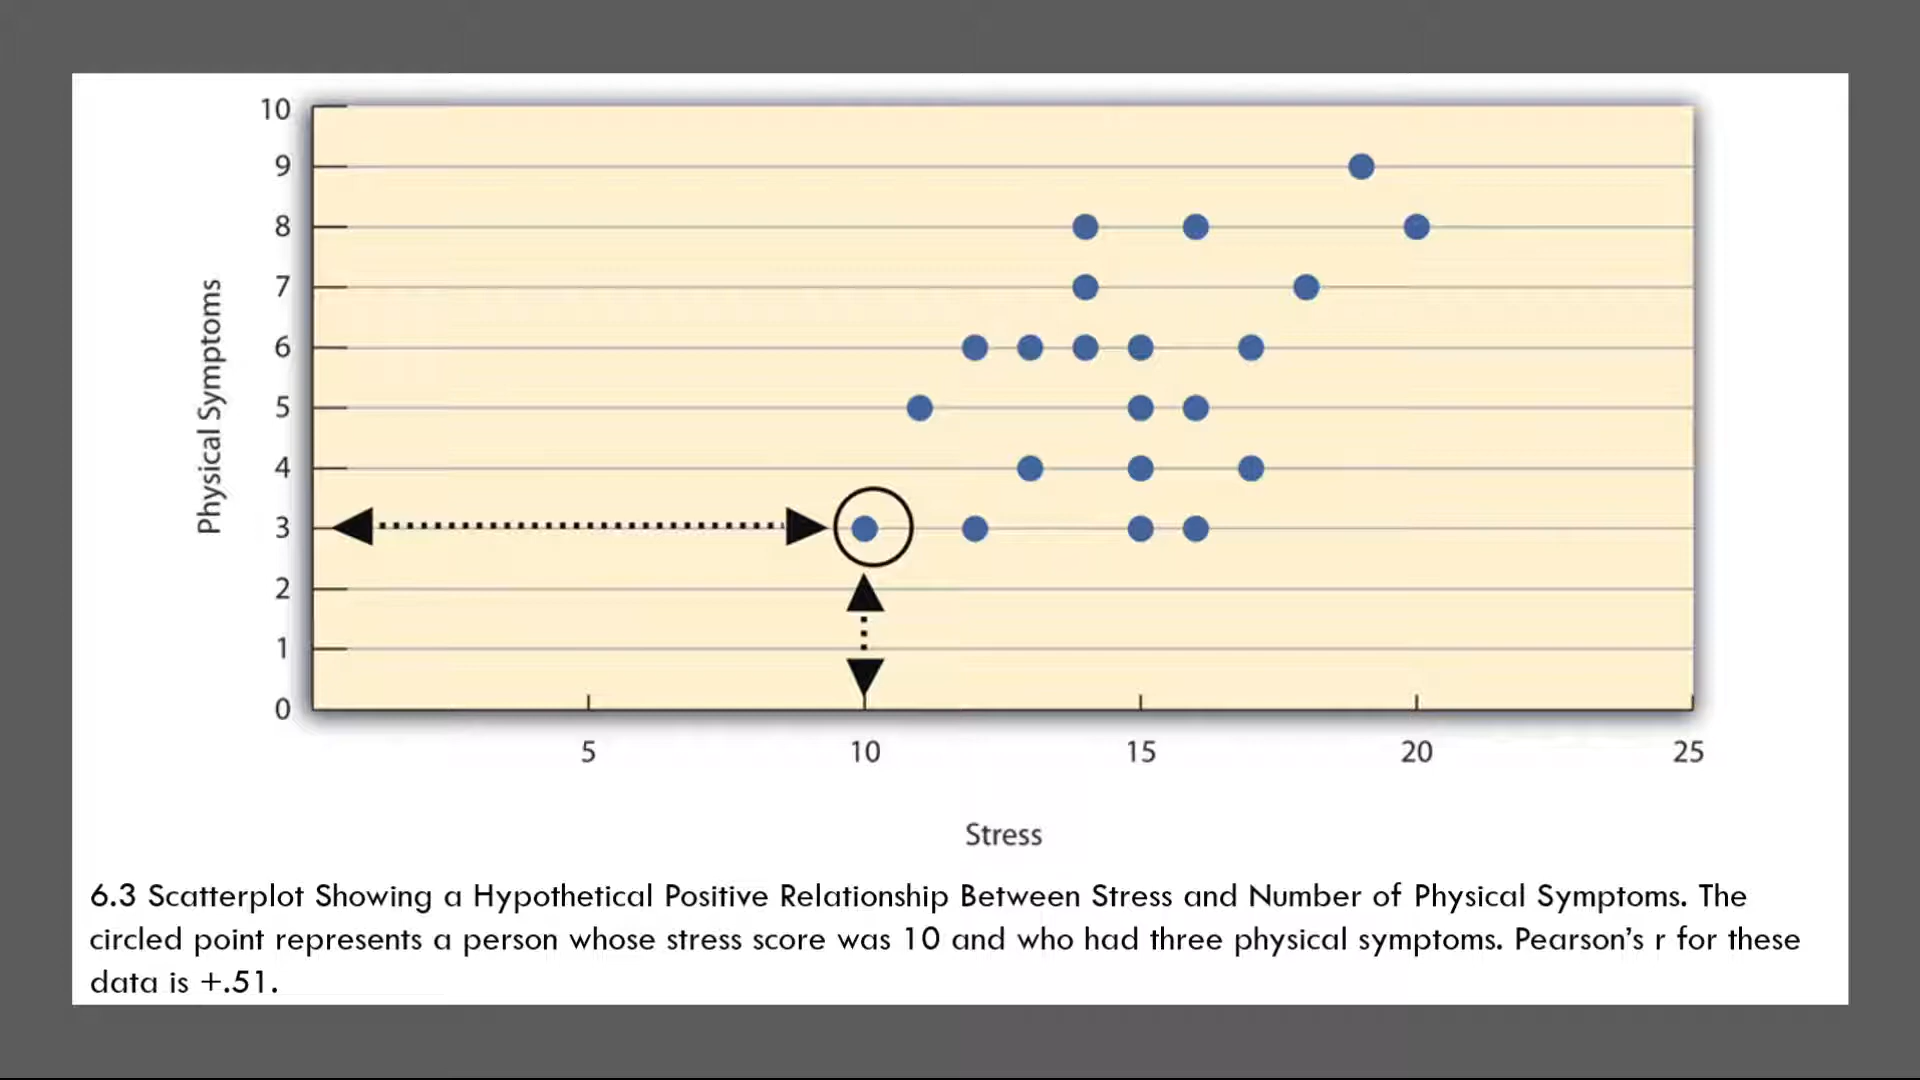 10
9
8
7
6
5
4
3
2
1
0
Physical Symptoms
5 10 15 20 25
Stress
6.3 Scatterplot Showing a Hypothetical Positive Relationship Between Stress and Number of Physical Symptoms. The
circled point represents a person whose stress score was 10 and who had three physical symptoms. Pearson’s r for these
data is +.51.